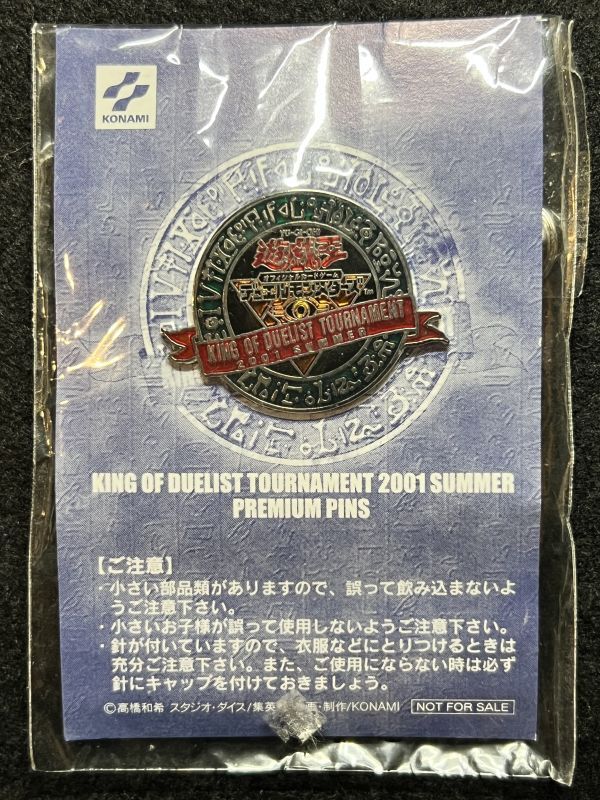 KONAMI
YU-GI-OH!
遊☆戯☆王
オフィシャルカードゲーム
デュエルモンスターズ
TM
KING OF DUELIST TOURNAMENT
2001 SUMMER
KING OF DUELIST TOURNAMENT 2001 SUMMER
PREMIUM PINS
【ご注意】
・小さい部品類がありますので、誤って飲み込まないよ
うご注意下さい。
・小さいお子様が誤って使用しないようご注意下さい。
・針が付いていますので、衣服などにとりつけるときは
充分ご注意下さい。また、ご使用にならない時は必ず
針にキャップを付けておきましょう。
©高橋和希 スタジオ・ダイス/集英 画・制作/KONAMI NOT FOR SALE